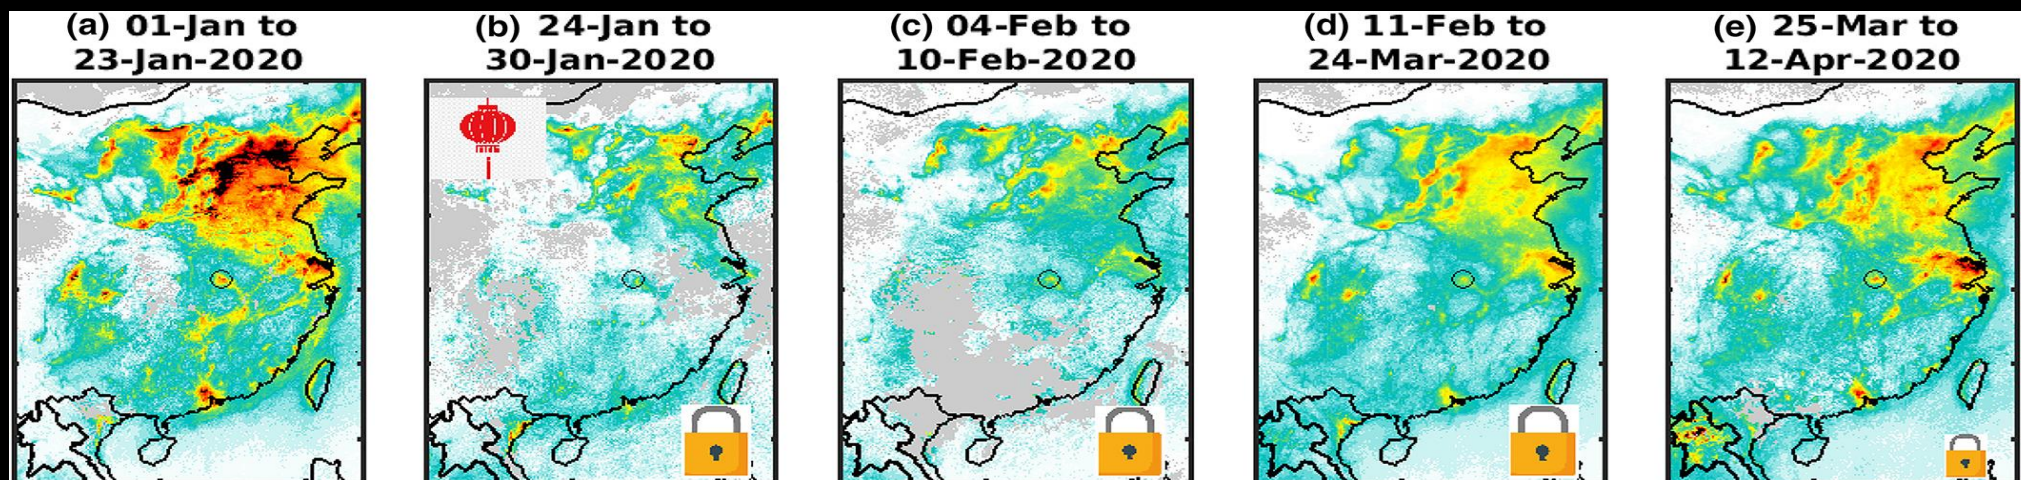 (a) 01-Jan to
23-Jan-2020
(b) 24-Jan to
30-Jan-2020
(c) 04-Feb to
10-Feb-2020
(d) 11-Feb to
24-Mar-2020
(e) 25-Mar to
12-Apr-2020